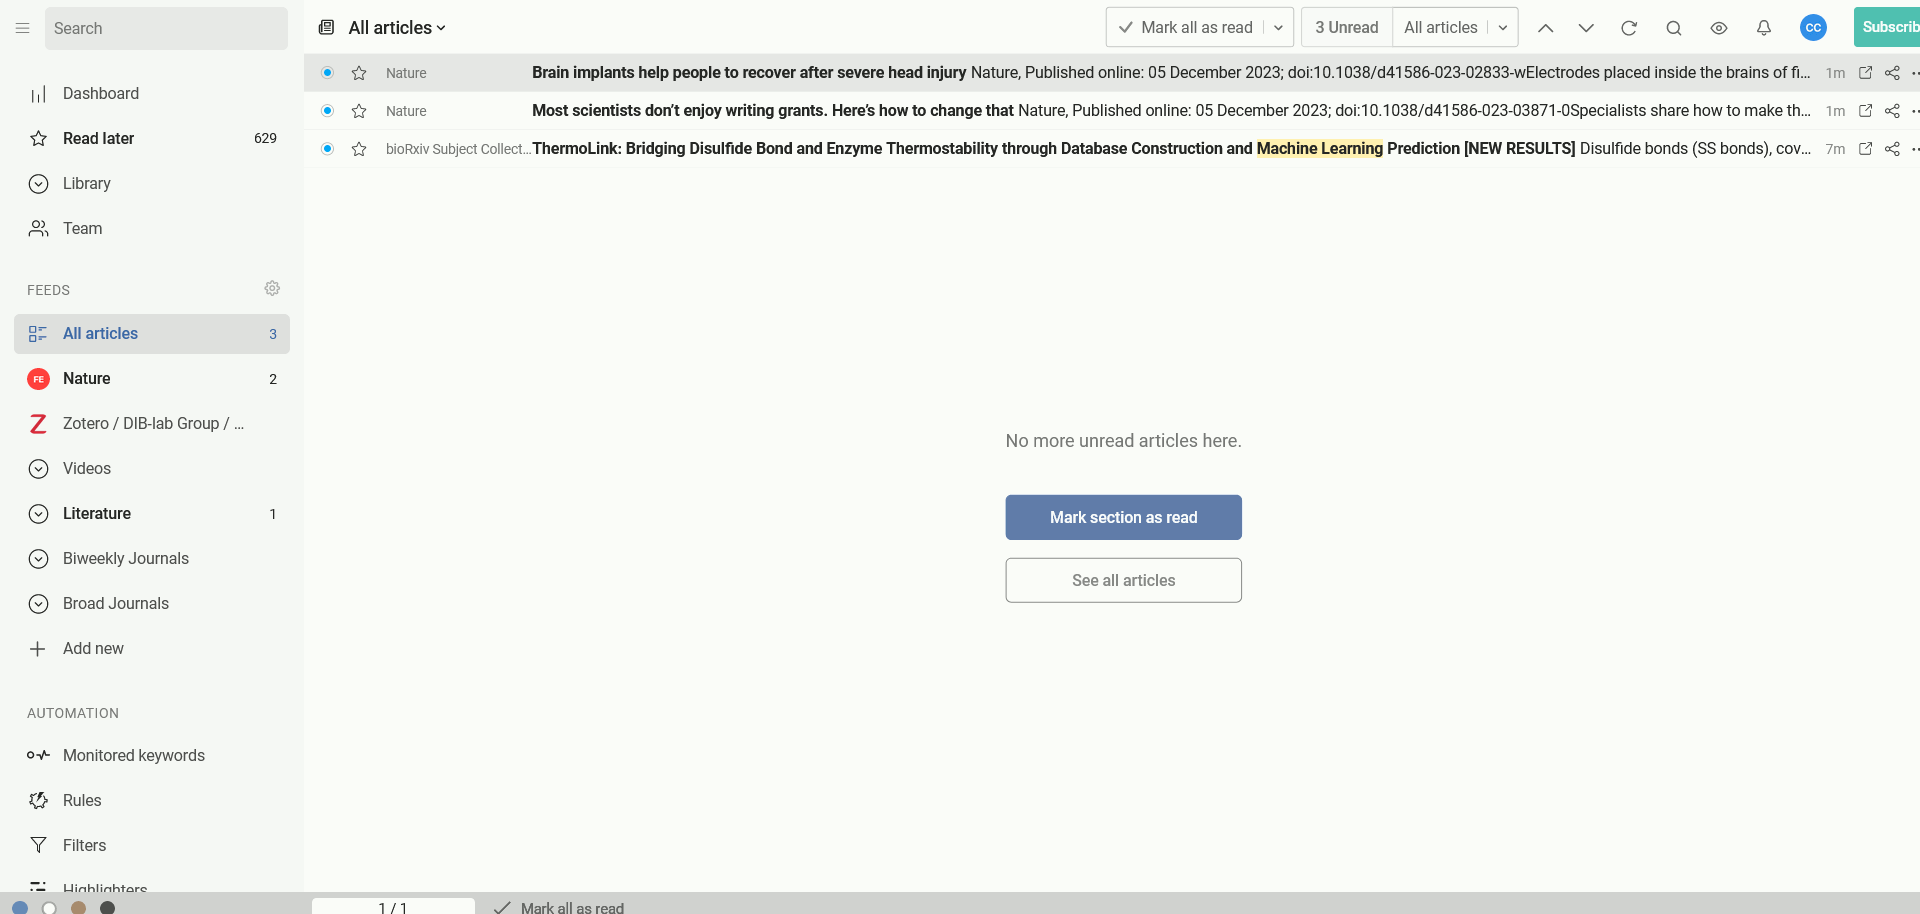 Search
All articles
Mark all as read
3 Unread
All articles
CC
Subscrib
Dashboard
Read later 629
Library
Team
FEEDS
All articles 3
FE Nature 2
Z Zotero / DIB-lab Group / ...
Videos
Literature 1
Biweekly Journals
Broad Journals
Add new
AUTOMATION
Monitored keywords
Rules
Filters
Highlighters
Nature Brain implants help people to recover after severe head injury Nature, Published online: 05 December 2023; doi:10.1038/d41586-023-02833-wElectrodes placed inside the brains of fi... 1m
Nature Most scientists don’t enjoy writing grants. Here’s how to change that Nature, Published online: 05 December 2023; doi:10.1038/d41586-023-03871-0Specialists share how to make th... 1m
bioRxiv Subject Collect... ThermoLink: Bridging Disulfide Bond and Enzyme Thermostability through Database Construction and Machine Learning Prediction [NEW RESULTS] Disulfide bonds (SS bonds), cov... 7m
No more unread articles here.
Mark section as read
See all articles
1 / 1
Mark all as read